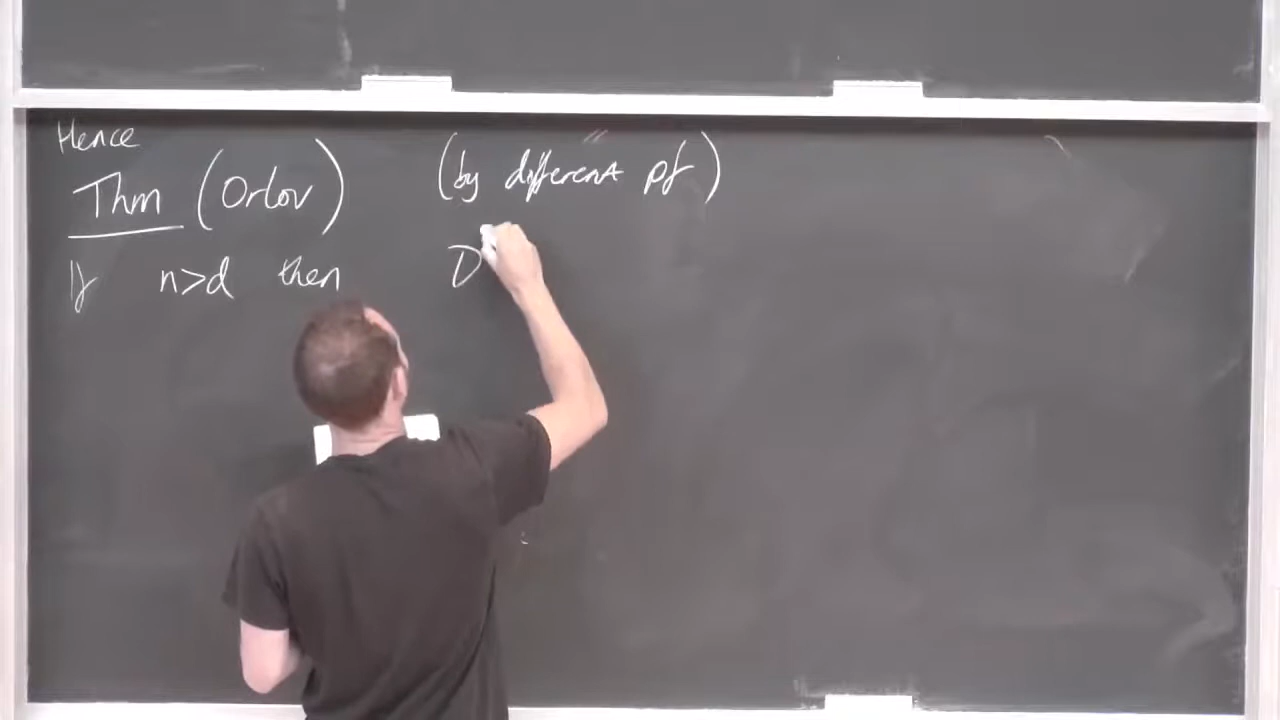 Hence
Thm (Orlov) (by different pf)
If n>d then D